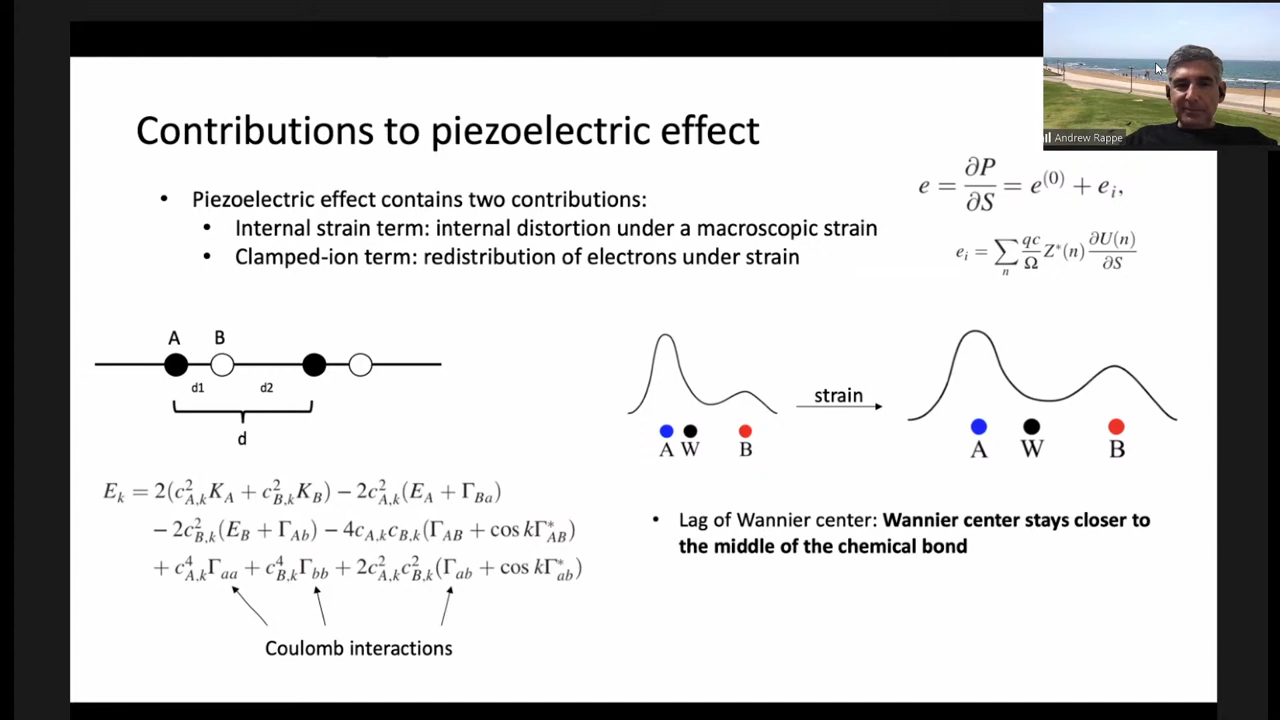 Andrew Rappe
Contributions to piezoelectric effect
• Piezoelectric effect contains two contributions:
• Internal strain term: internal distortion under a macroscopic strain
• Clamped-ion term: redistribution of electrons under strain
e = ∂P/∂S = e^(0) + e_i,
e_i = ∑_n qc/Ω Z*(n) ∂U(n)/∂S
A B
d1 d2
d
strain
A W B
A W B
E_k = 2(c²_{A,k}K_A + c²_{B,k}K_B) − 2c²_{A,k}(E_A + Γ_{Ba})
− 2c²_{B,k}(E_B + Γ_{Ab}) − 4c_{A,k}c_{B,k}(Γ_{AB} + cos kΓ*_{AB})
+ c⁴_{A,k}Γ_{aa} + c⁴_{B,k}Γ_{bb} + 2c²_{A,k}c²_{B,k}(Γ_{ab} + cos kΓ*_{ab})
Coulomb interactions
• Lag of Wannier center: Wannier center stays closer to
the middle of the chemical bond